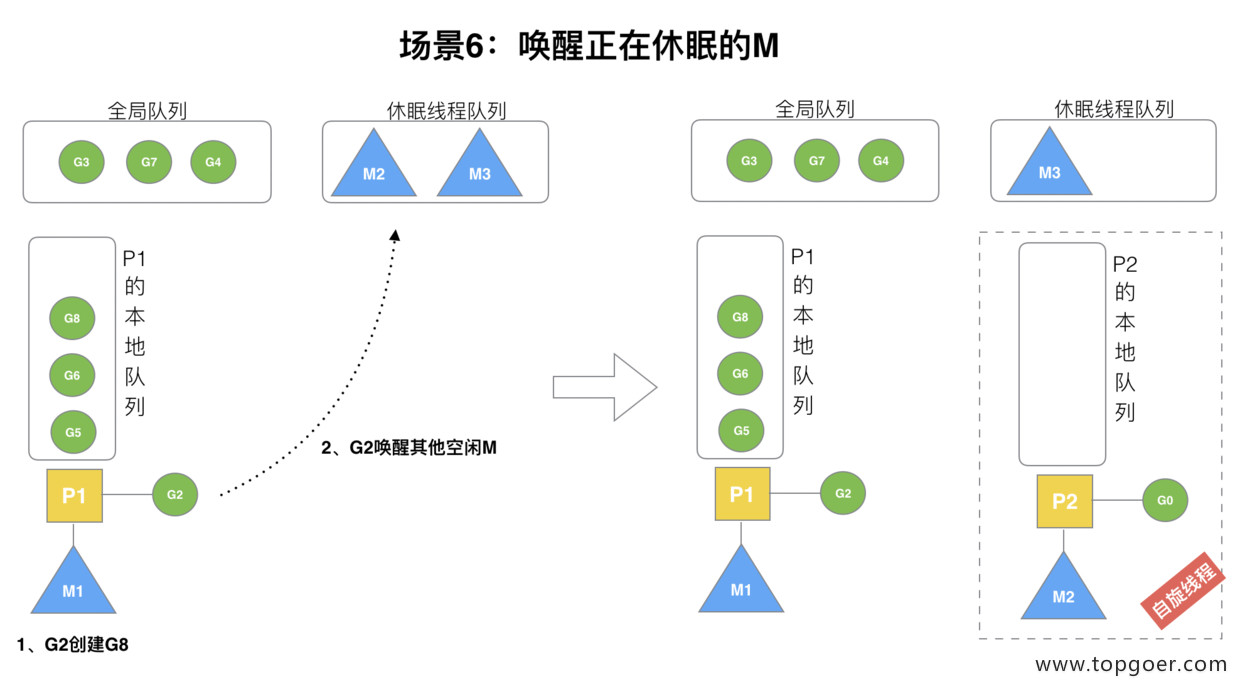 场景6：唤醒正在休眠的M
全局队列
休眠线程队列
G3 G7 G4
M2 M3
P1的本地队列
G8
G6
G5
P1
G2
M1
2、G2唤醒其他空闲M
1、G2创建G8
全局队列
休眠线程队列
G3 G7 G4
M3
P1的本地队列
G8
G6
G5
P1
G2
M1
P2的本地队列
P2
G0
M2
自旋线程
www.topgoer.com